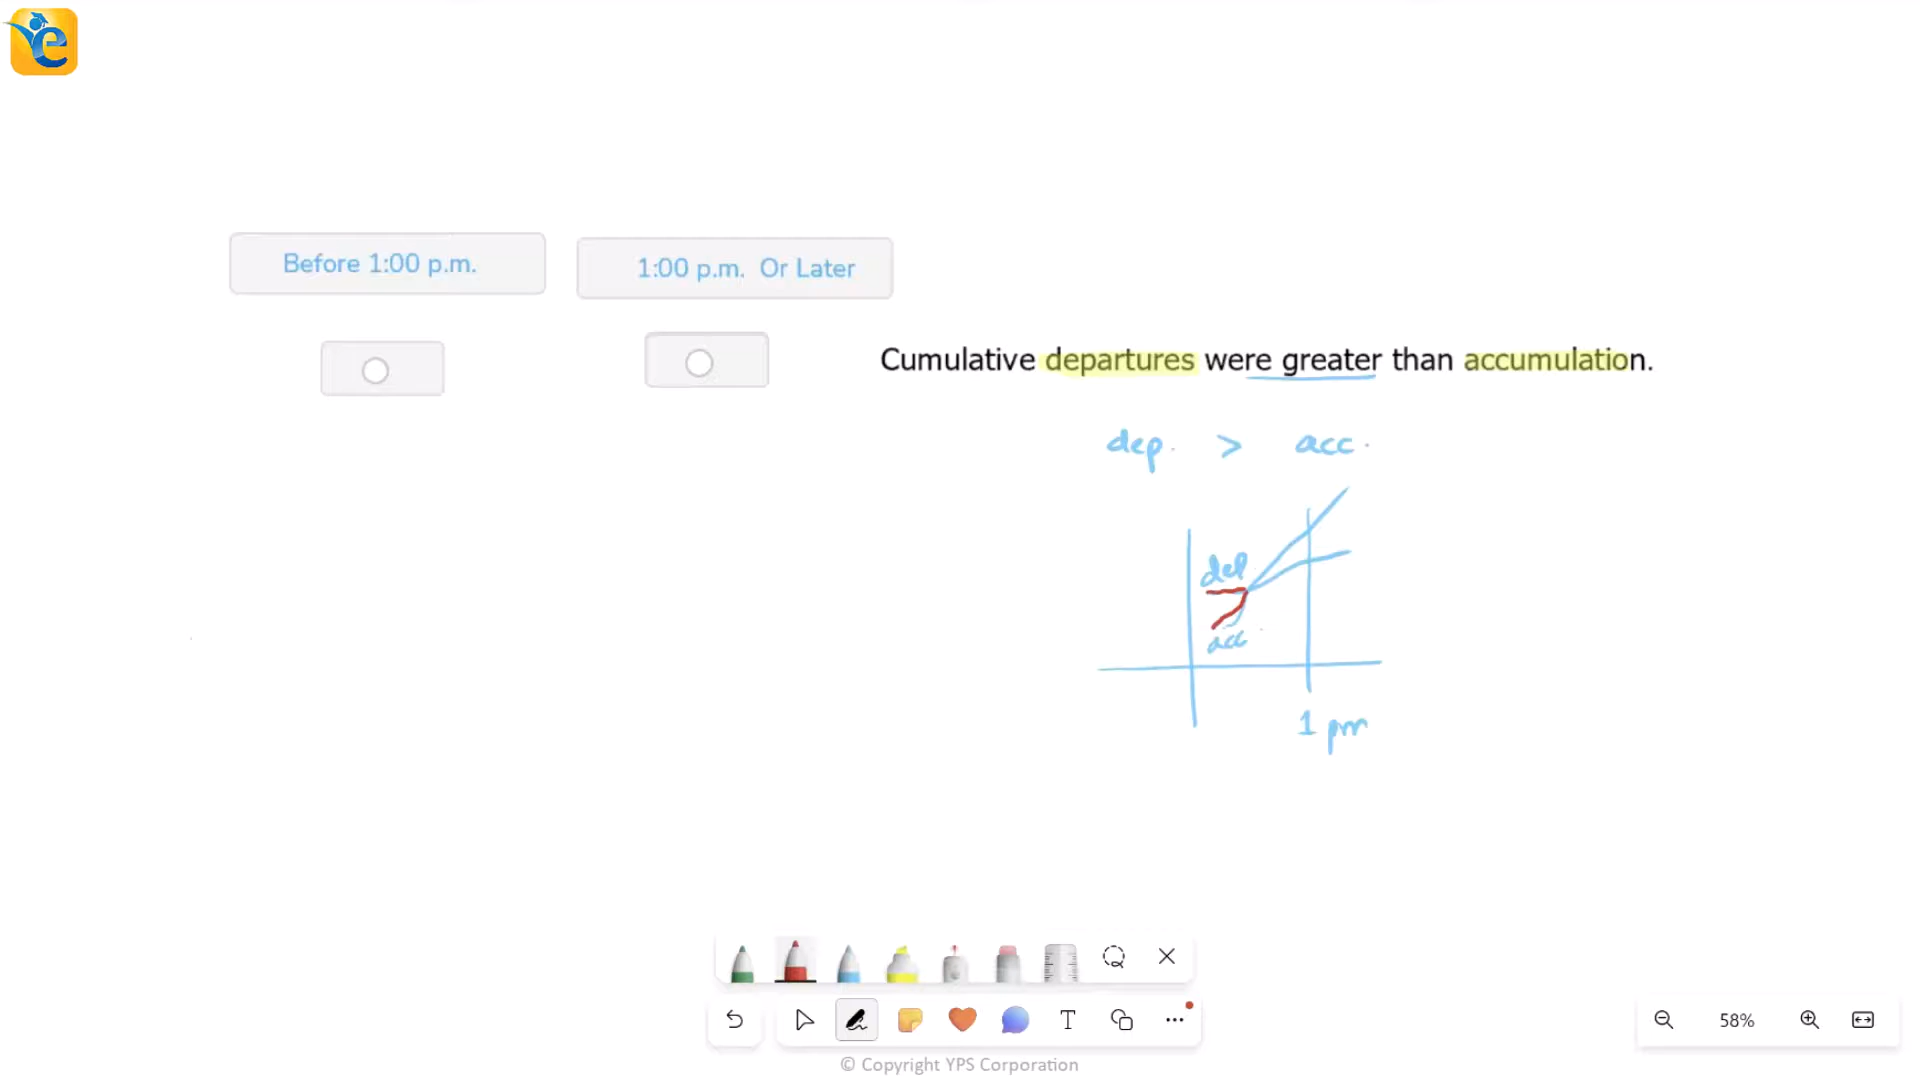 e
Before 1:00 p.m.
1:00 p.m. Or Later
Cumulative departures were greater than accumulation.
dep. > acc.
del
acc
1 pm
58%
© Copyright YPS Corporation